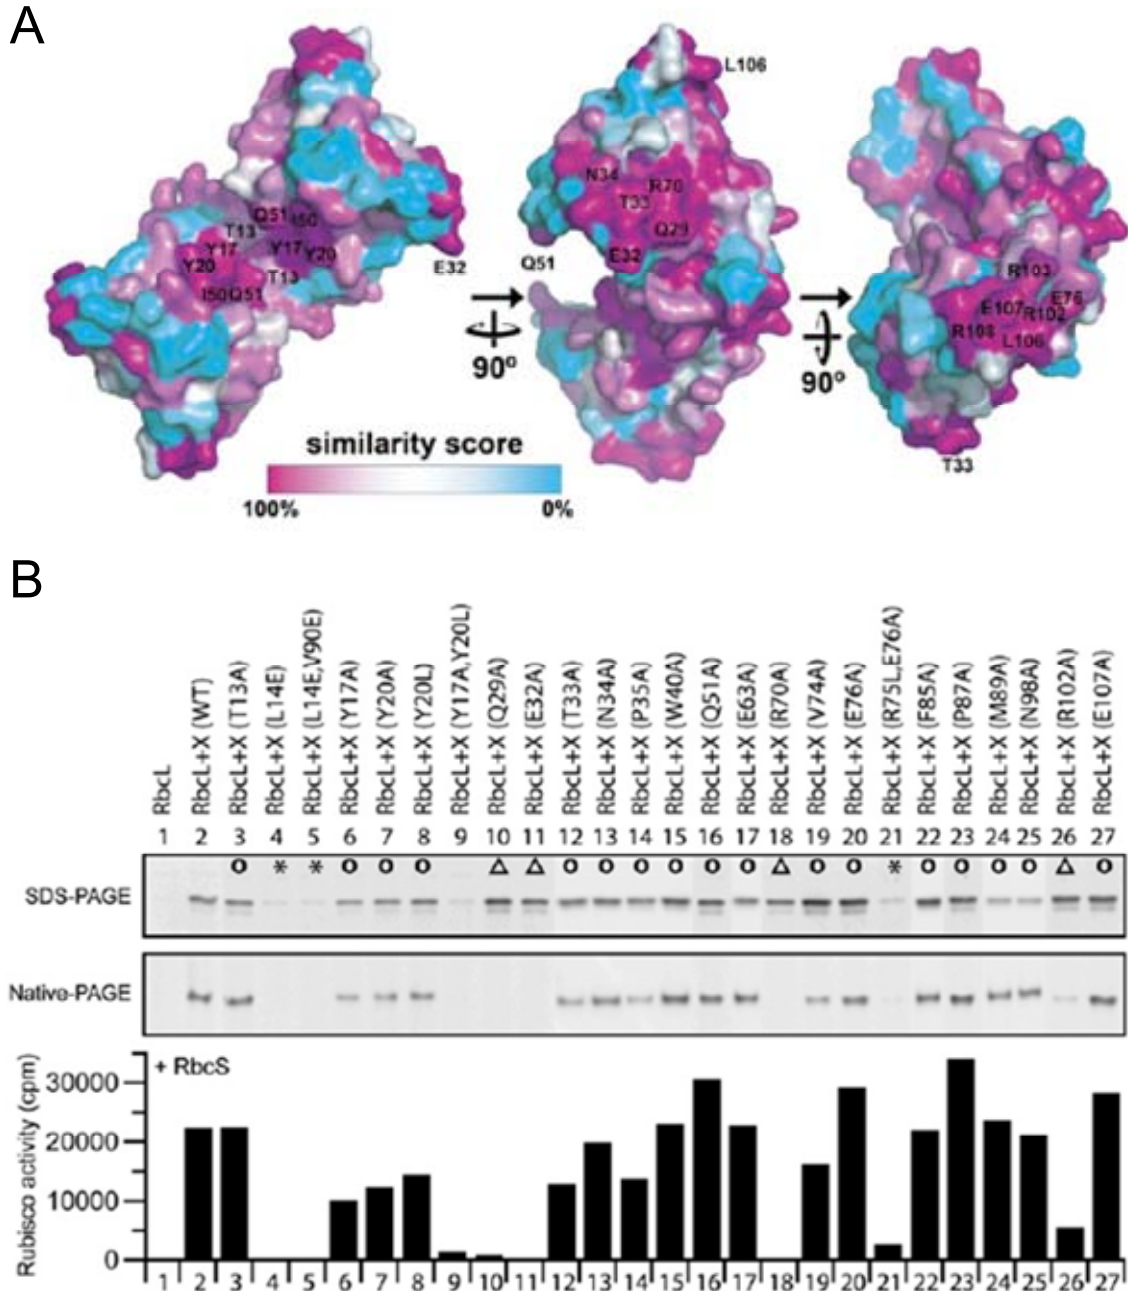 A
L106
N34
R70
T33
Q29
E32
Q51
Q51
I50
T13
Y17
Y20
Y17
Y20
T13
I50
Q51
E32
R103
E76
E107
R102
R108
L106
T33
90°
90°
similarity score
100%
0%
B
RbcL
RbcL+X (WT)
RbcL+X (T13A)
RbcL+X (L14E)
RbcL+X (L14E,V90E)
RbcL+X (Y17A)
RbcL+X (Y20A)
RbcL+X (Y20L)
RbcL+X (Y17A,Y20L)
RbcL+X (Q29A)
RbcL+X (E32A)
RbcL+X (T33A)
RbcL+X (N34A)
RbcL+X (P35A)
RbcL+X (W40A)
RbcL+X (Q51A)
RbcL+X (E63A)
RbcL+X (R70A)
RbcL+X (V74A)
RbcL+X (E76A)
RbcL+X (R75L,E76A)
RbcL+X (F85A)
RbcL+X (P87A)
RbcL+X (M89A)
RbcL+X (N98A)
RbcL+X (R102A)
RbcL+X (E107A)
1 2 3 4 5 6 7 8 9 10 11 12 13 14 15 16 17 18 19 20 21 22 23 24 25 26 27
o * * o o o Δ Δ o o o o o o Δ o o * o o o o Δ o
SDS-PAGE
Native-PAGE
+ RbcS
Rubisco activity (cpm)
30000
20000
10000
0
1 2 3 4 5 6 7 8 9 10 11 12 13 14 15 16 17 18 19 20 21 22 23 24 25 26 27